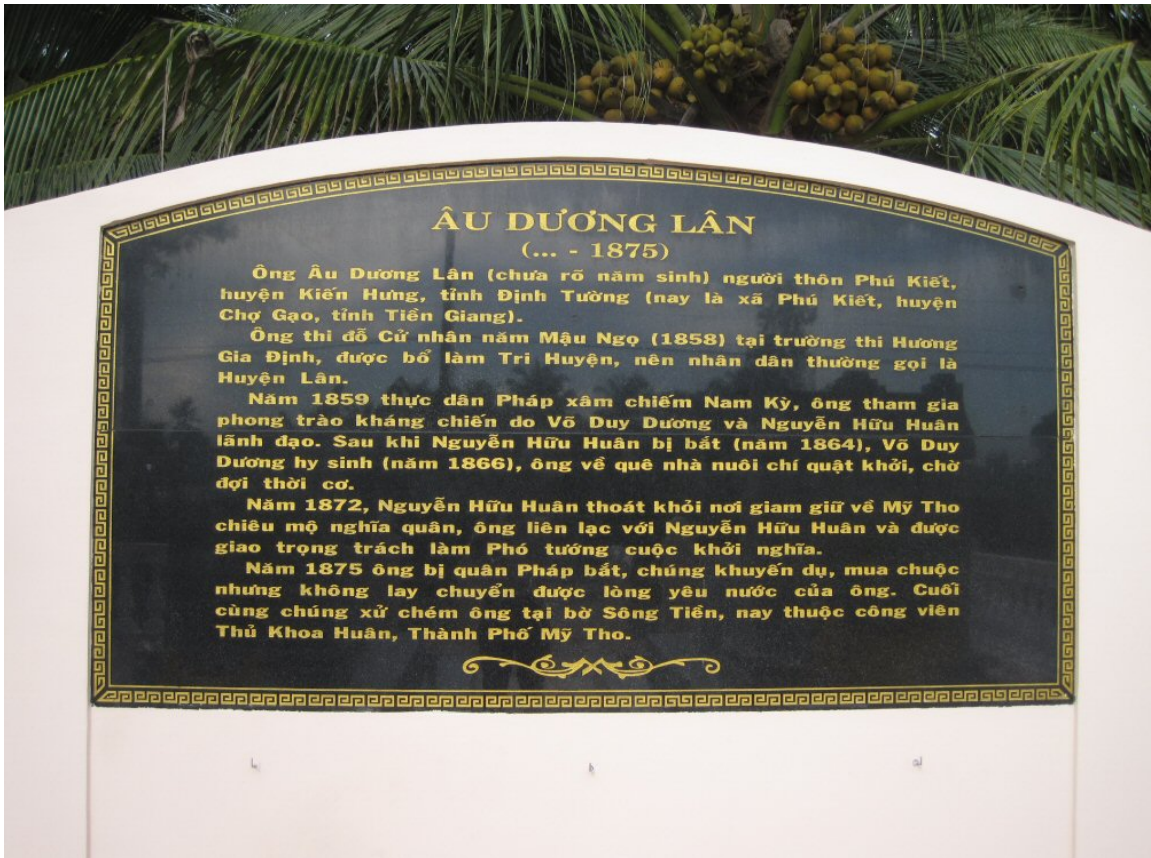 ÂU DƯƠNG LÂN
(... - 1875)
Ông Âu Dương Lân (chưa rõ năm sinh) người thôn Phú Kiết,
huyện Kiến Hưng, tỉnh Định Tường (nay là xã Phú Kiết, huyện
Chợ Gạo, tỉnh Tiền Giang).
Ông thi đỗ Cử nhân năm Mậu Ngọ (1858) tại trường thi Hương
Gia Định, được bổ làm Tri Huyện, nên nhân dân thường gọi là
Huyện Lân.
Năm 1859 thực dân Pháp xâm chiếm Nam Kỳ, ông tham gia
phong trào kháng chiến do Võ Duy Dương và Nguyễn Hữu Huân
lãnh đạo. Sau khi Nguyễn Hữu Huân bị bắt (năm 1864), Võ Duy
Dương hy sinh (năm 1866), ông về quê nhà nuôi chí quật khởi, chờ
đợi thời cơ.
Năm 1872, Nguyễn Hữu Huân thoát khỏi nơi giam giữ về Mỹ Tho
chiêu mộ nghĩa quân, ông liên lạc với Nguyễn Hữu Huân và được
giao trọng trách làm Phó tướng cuộc khởi nghĩa.
Năm 1875 ông bị quân Pháp bắt, chúng khuyến dụ, mua chuộc
nhưng không lay chuyển được lòng yêu nước của ông. Cuối
cùng chúng xử chém ông tại bờ Sông Tiền, nay thuộc công viên
Thủ Khoa Huân, Thành Phố Mỹ Tho.